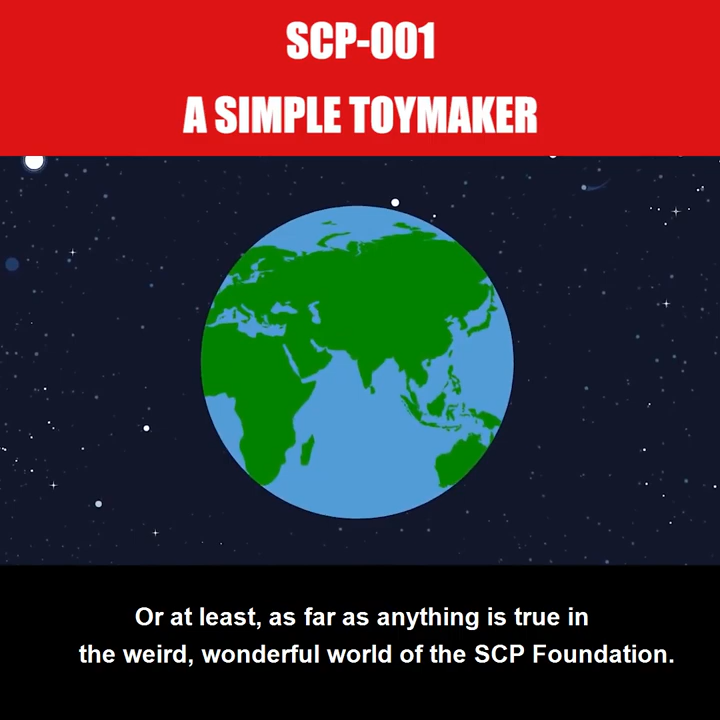 SCP-001
A SIMPLE TOYMAKER
Or at least, as far as anything is true in
the weird, wonderful world of the SCP Foundation.